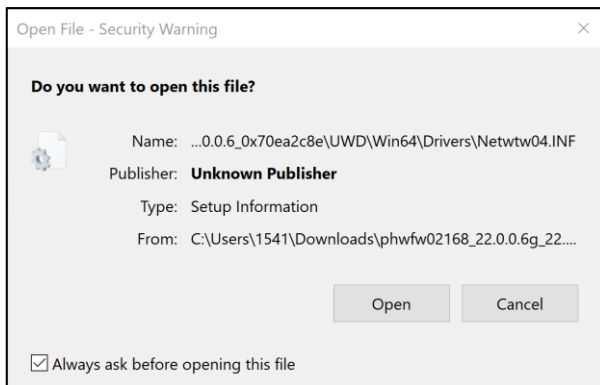 Open File - Security Warning
Do you want to open this file?
Name: ...0.0.6_0x70ea2c8e\UWD\Win64\Drivers\Netwtw04.INF
Publisher: Unknown Publisher
Type: Setup Information
From: C:\Users\1541\Downloads\phwfw02168_22.0.0.6g_22....
Open Cancel
Always ask before opening this file